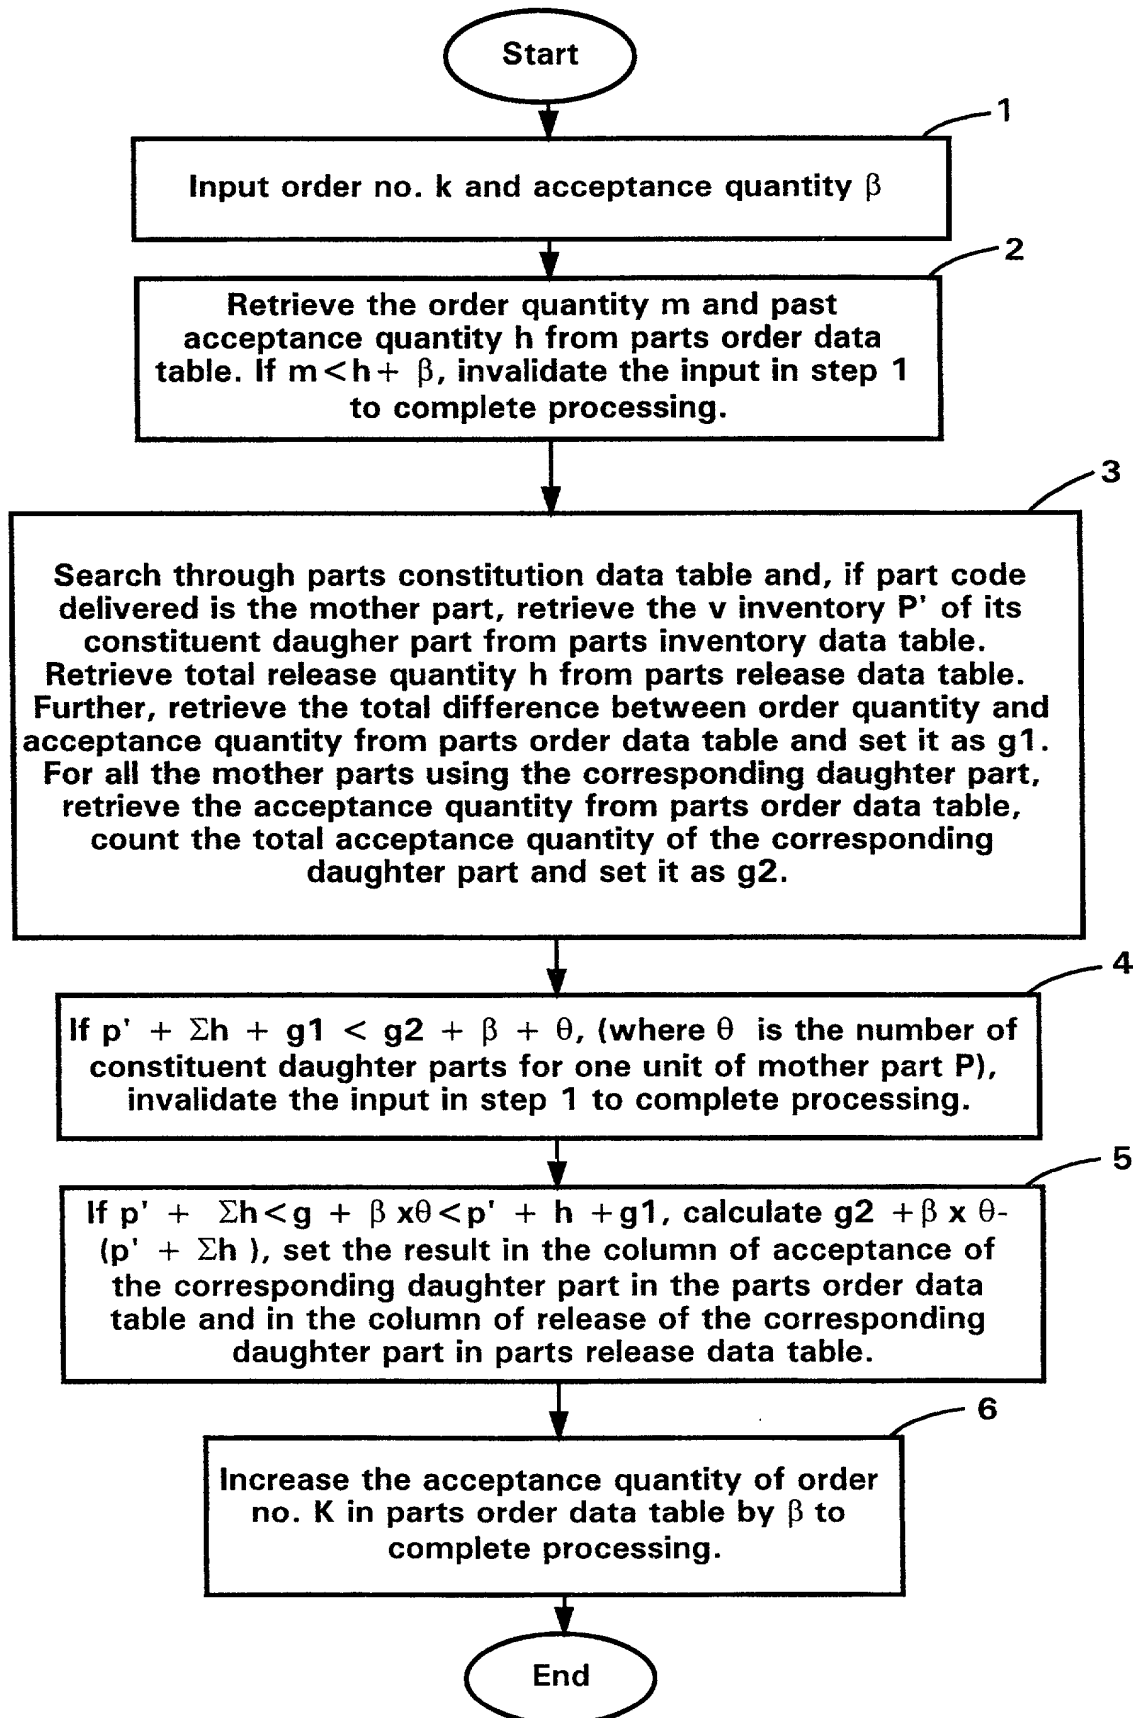 Start
1
Input order no. k and acceptance quantity β
2
Retrieve the order quantity m and past
acceptance quantity h from parts order data
table. If m<h+ β, invalidate the input in step 1
to complete processing.
3
Search through parts constitution data table and, if part code
delivered is the mother part, retrieve the v inventory P' of its
constituent daugher part from parts inventory data table.
Retrieve total release quantity h from parts release data table.
Further, retrieve the total difference between order quantity and
acceptance quantity from parts order data table and set it as g1.
For all the mother parts using the corresponding daughter part,
retrieve the acceptance quantity from parts order data table,
count the total acceptance quantity of the corresponding
daughter part and set it as g2.
4
If p' + Σh + g1 < g2 + β + θ, (where θ is the number of
constituent daughter parts for one unit of mother part P),
invalidate the input in step 1 to complete processing.
5
If p' + Σh<g + β xθ<p' + h +g1, calculate g2 +β x θ-
(p' + Σh ), set the result in the column of acceptance of
the corresponding daughter part in the parts order data
table and in the column of release of the corresponding
daughter part in parts release data table.
6
Increase the acceptance quantity of order
no. K in parts order data table by β to
complete processing.
End